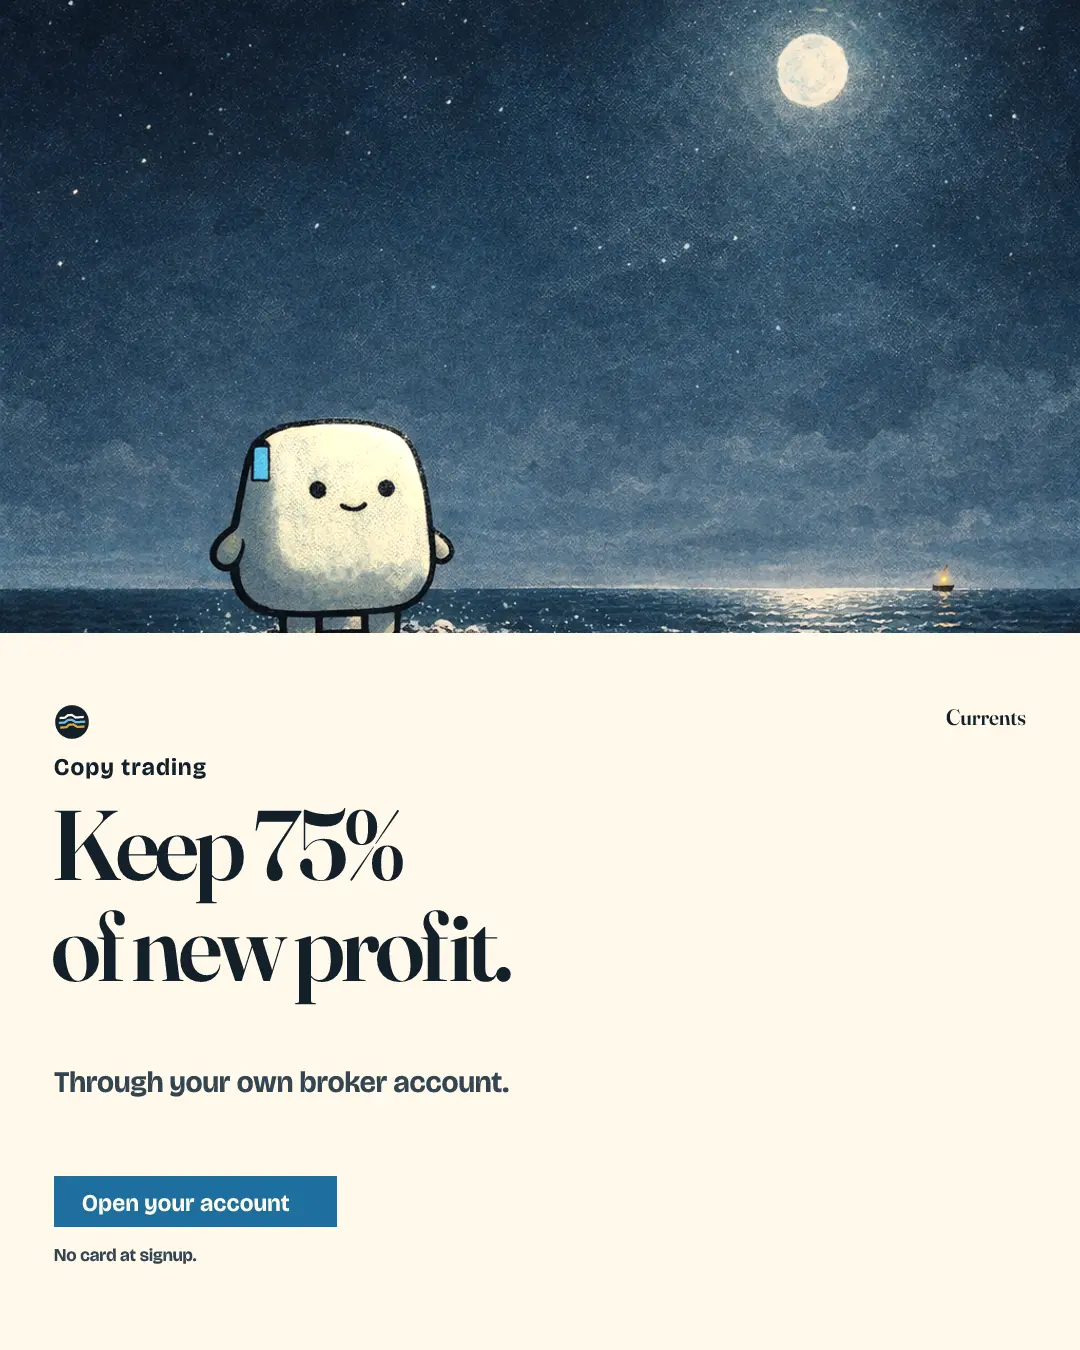 Currents
Copy trading
Keep 75%
of new profit.
Through your own broker account.
Open your account
No card at signup.